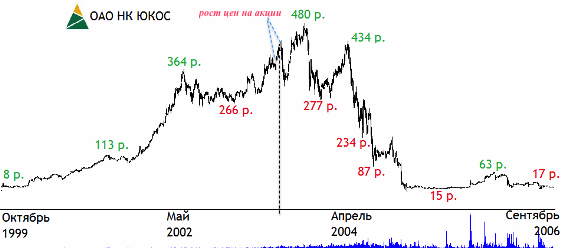 ОАО НК ЮКОС
рост цен на акции
480 р.
434 р.
364 р.
266 р.
277 р.
113 р.
234 р.
87 р.
63 р.
8 р.
15 р.
17 р.
Октябрь Май Апрель Сентябрь
1999 2002 2004 2006